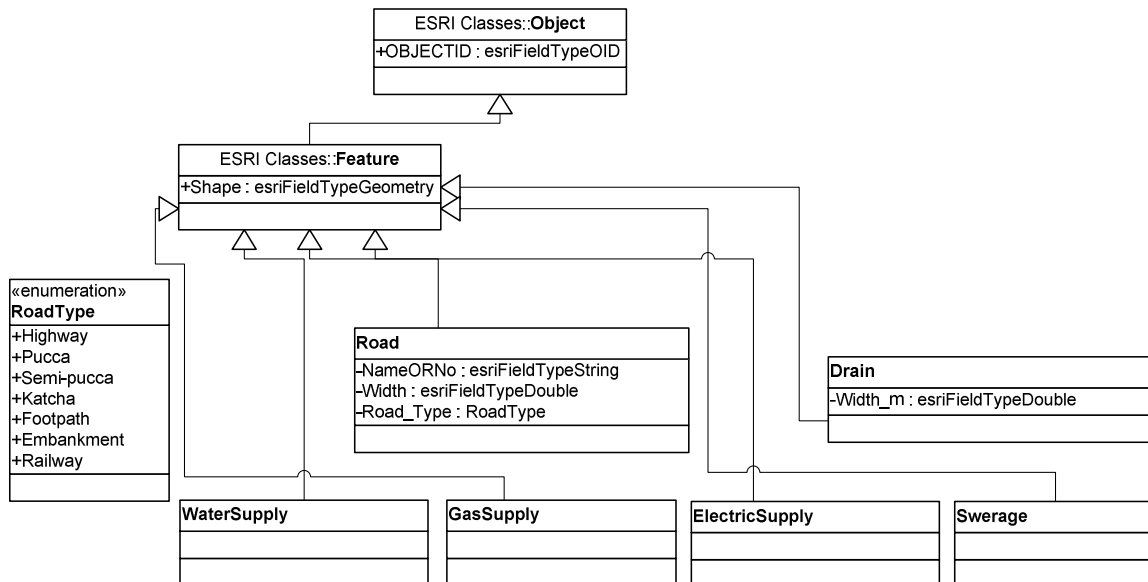 ESRI Classes::Object
+OBJECTID : esriFieldTypeOID
ESRI Classes::Feature
+Shape : esriFieldTypeGeometry
«enumeration»
RoadType
+Highway
+Pucca
+Semi-pucca
+Katcha
+Footpath
+Embankment
+Railway
Road
-NameORNo : esriFieldTypeString
-Width : esriFieldTypeDouble
-Road_Type : RoadType
Drain
-Width_m : esriFieldTypeDouble
WaterSupply
GasSupply
ElectricSupply
Swerage